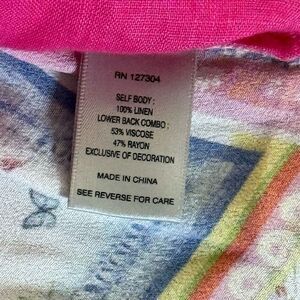 RN 127304
SELF BODY:
100% LINEN
LOWER BACK COMBO:
53% VISCOSE
47% RAYON
EXCLUSIVE OF DECORATION
MADE IN CHINA
SEE REVERSE FOR CARE